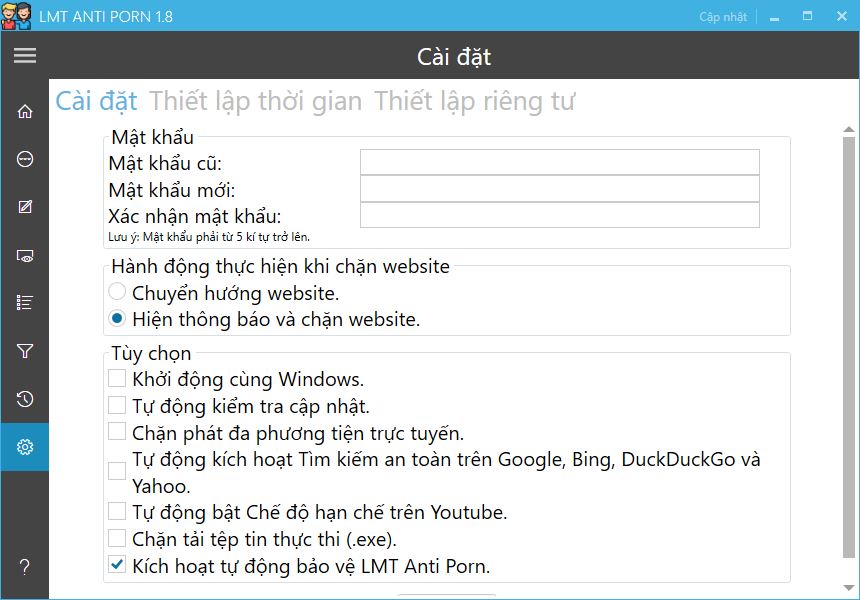 LMT ANTI PORN 1.8
Cập nhật
Cài đặt
Cài đặt Thiết lập thời gian Thiết lập riêng tư
Mật khẩu
Mật khẩu cũ:
Mật khẩu mới:
Xác nhận mật khẩu:
Lưu ý: Mật khẩu phải từ 5 kí tự trở lên.
Hành động thực hiện khi chặn website
Chuyển hướng website.
Hiện thông báo và chặn website.
Tùy chọn
Khởi động cùng Windows.
Tự động kiểm tra cập nhật.
Chặn phát đa phương tiện trực tuyến.
Tự động kích hoạt Tìm kiếm an toàn trên Google, Bing, DuckDuckGo và
Yahoo.
Tự động bật Chế độ hạn chế trên Youtube.
Chặn tải tệp tin thực thi (.exe).
Kích hoạt tự động bảo vệ LMT Anti Porn.